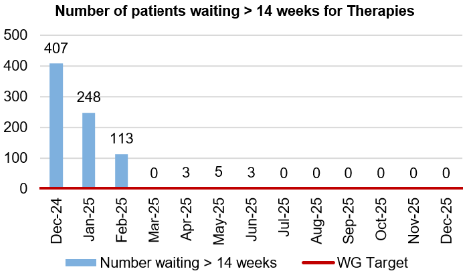 Number of patients waiting > 14 weeks for Therapies
500
400
300
200
100
0
407
248
113
0
3
5
3
0
0
0
0
0
0
Dec-24
Jan-25
Feb-25
Mar-25
Apr-25
May-25
Jun-25
Jul-25
Aug-25
Sep-25
Oct-25
Nov-25
Dec-25
Number waiting > 14 weeks
WG Target